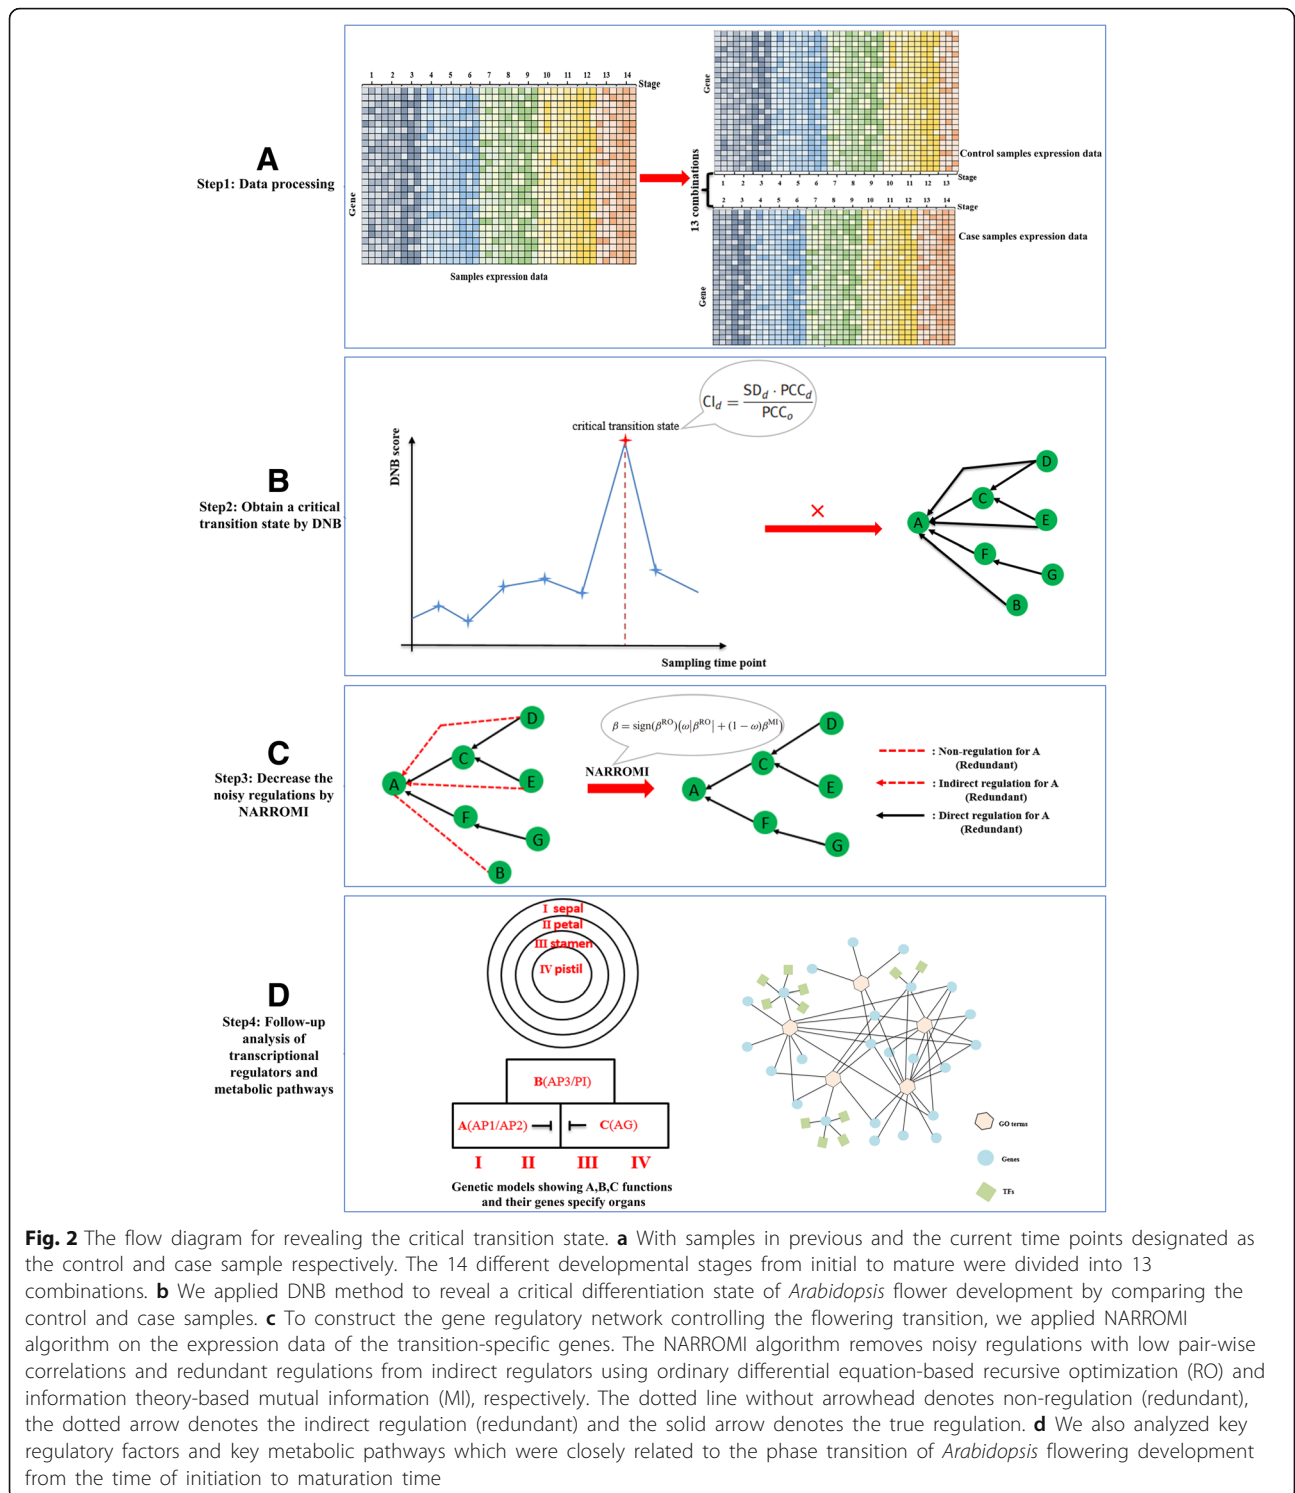 A
Step1: Data processing
1 2 3 4 5 6 7 8 9 10 11 12 13 14
Stage
Gene
Samples expression data
13 combinations
Gene
Control samples expression data
Stage
1 2 3 4 5 6 7 8 9 10 11 12 13
Stage
2 3 4 5 6 7 8 9 10 11 12 13 14
Case samples expression data
Gene
B
Step2: Obtain a critical
transition state by DNB
DNB score
critical transition state
CI_d = SD_d · PCC_d / PCC_o
Sampling time point
×
D
C
A
E
F
G
B
C
Step3: Decrease the
noisy regulations by
NARROMI
D
C
A
E
F
G
B
β = sign(β^RO)(ω|β^RO| + (1 − ω)β^MI)
NARROMI
D
C
A
E
F
G
: Non-regulation for A
(Redundant)
: Indirect regulation for A
(Redundant)
: Direct regulation for A
(Redundant)
D
Step4: Follow-up
analysis of
transcriptional
regulators and
metabolic pathways
I sepal
II petal
III stamen
IV pistil
B(AP3/PI)
A(AP1/AP2)
C(AG)
I II III IV
Genetic models showing A,B,C functions
and their genes specify organs
GO terms
Genes
TFs
Fig. 2 The flow diagram for revealing the critical transition state. a With samples in previous and the current time points designated as
the control and case sample respectively. The 14 different developmental stages from initial to mature were divided into 13
combinations. b We applied DNB method to reveal a critical differentiation state of Arabidopsis flower development by comparing the
control and case samples. c To construct the gene regulatory network controlling the flowering transition, we applied NARROMI
algorithm on the expression data of the transition-specific genes. The NARROMI algorithm removes noisy regulations with low pair-wise
correlations and redundant regulations from indirect regulators using ordinary differential equation-based recursive optimization (RO) and
information theory-based mutual information (MI), respectively. The dotted line without arrowhead denotes non-regulation (redundant),
the dotted arrow denotes the indirect regulation (redundant) and the solid arrow denotes the true regulation. d We also analyzed key
regulatory factors and key metabolic pathways which were closely related to the phase transition of Arabidopsis flowering development
from the time of initiation to maturation time